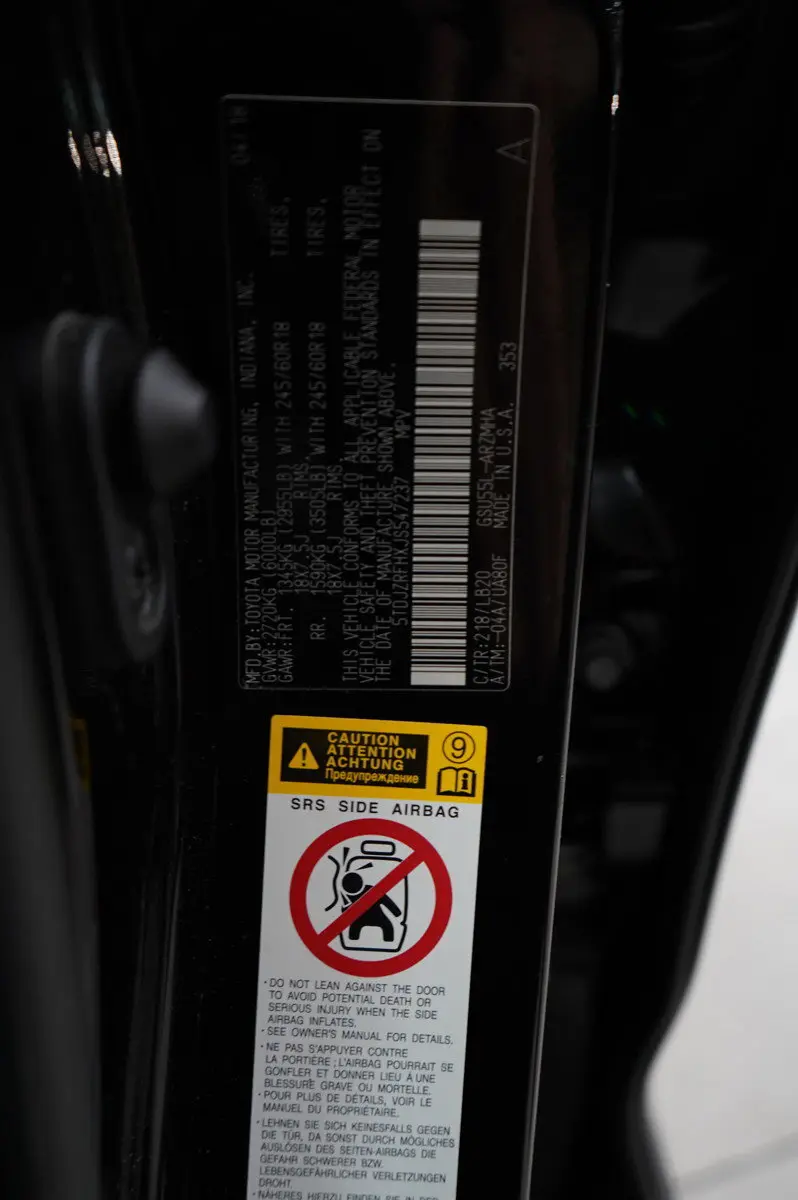 MFD. BY: TOYOTA MOTOR MANUFACTURING, INDIANA, INC. 04/18
GVWR: 2720KG (6000LB)
GAWR: FRT. 1345KG (2955LB) WITH 245/60R18 TIRES,
18X7.5J RIMS
RR. 1590KG (3505LB) WITH 245/60R18 TIRES,
18X7.5J RIMS
THIS VEHICLE CONFORMS TO ALL APPLICABLE FEDERAL MOTOR
VEHICLE SAFETY AND THEFT PREVENTION STANDARDS IN EFFECT ON
THE DATE OF MANUFACTURE SHOWN ABOVE.
5TDJZRFHXJS547237 MPV
C/TR: 218/LB20 GSU55L-ARZMHA
A/TM: -04A/UA80F MADE IN U.S.A. 353
A
CAUTION
ATTENTION
ACHTUNG
Предупреждение
9
i
SRS SIDE AIRBAG
・DO NOT LEAN AGAINST THE DOOR
TO AVOID POTENTIAL DEATH OR
SERIOUS INJURY WHEN THE SIDE
AIRBAG INFLATES.
・SEE OWNER'S MANUAL FOR DETAILS.
・NE PAS S'APPUYER CONTRE
LA PORTIÈRE ; L'AIRBAG POURRAIT SE
GONFLER ET DONNER LIEU À UNE
BLESSURE GRAVE OU MORTELLE.
・POUR PLUS DE DÉTAILS, VOIR LE
MANUEL DU PROPRIÉTAIRE.
・LEHNEN SIE SICH KEINESFALLS GEGEN
DIE TÜR, DA SONST DURCH MÖGLICHES
AUSLÖSEN DES SEITEN-AIRBAGS DIE
GEFAHR SCHWERER BZW.
LEBENSGEFÄHRLICHER VERLETZUNGEN
DROHT.
・NÄHERES HIERZU FINDEN SIE IN DER